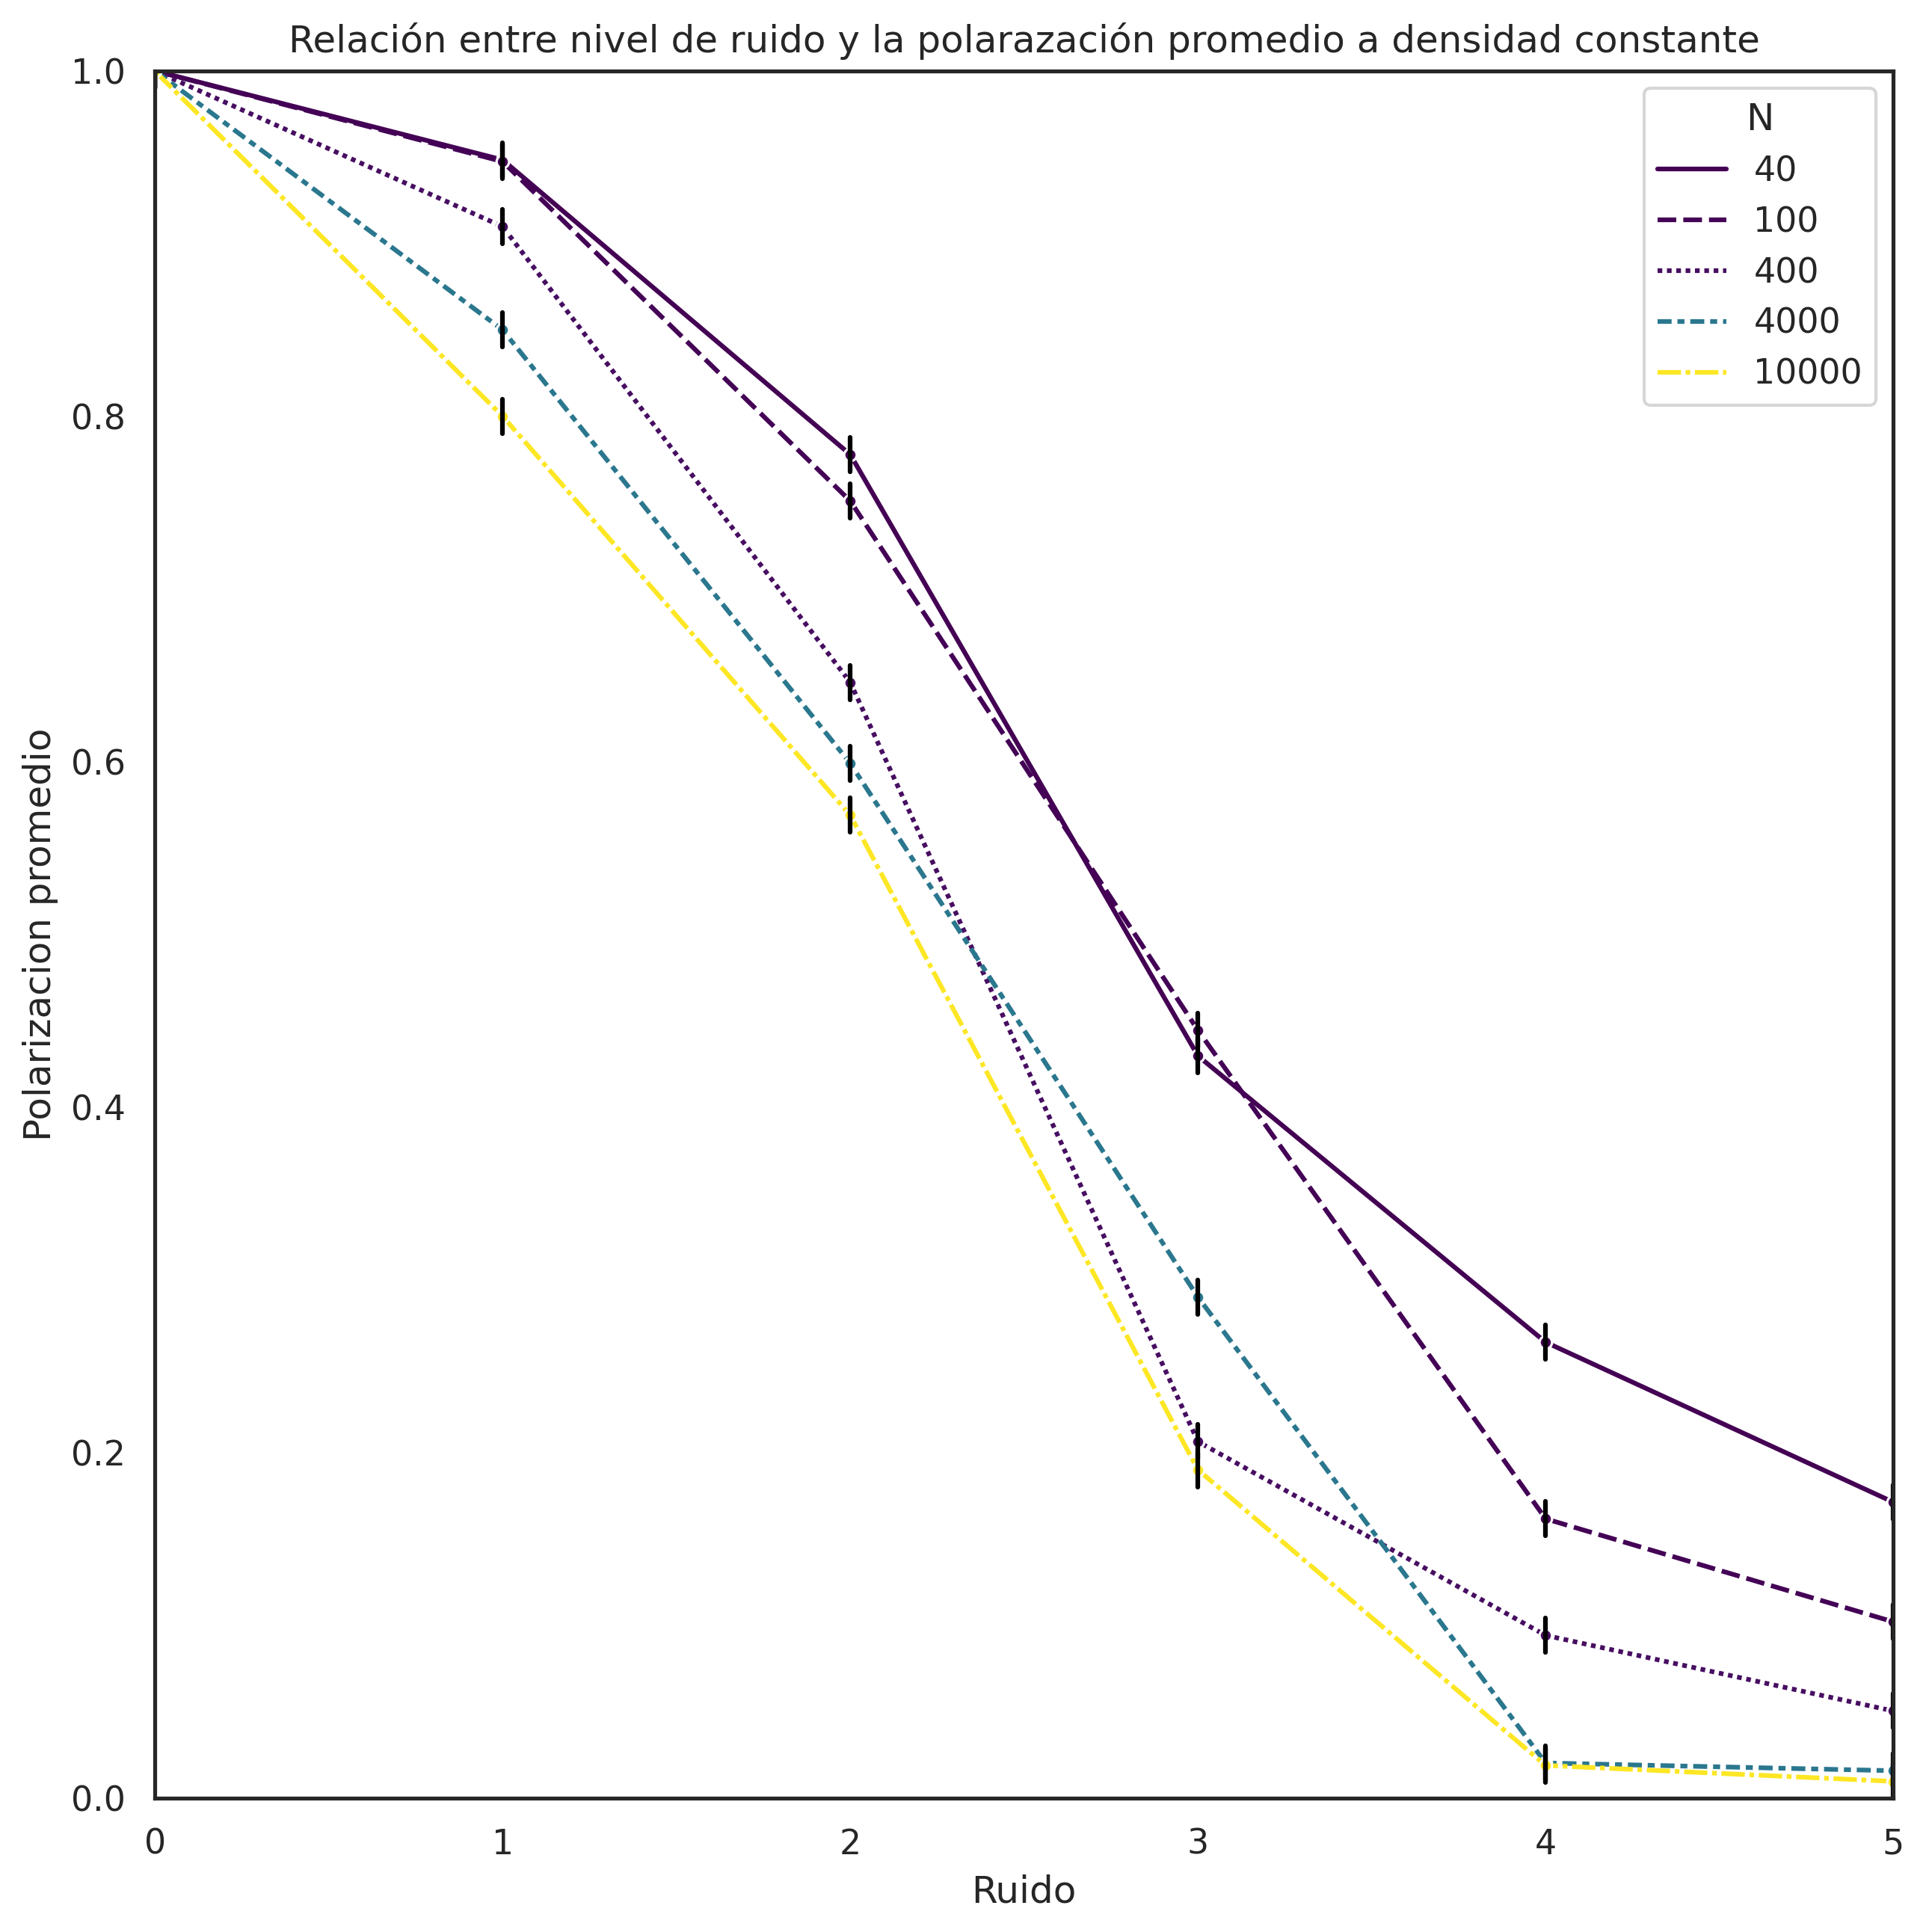 Relación entre nivel de ruido y la polarazación promedio a densidad constante
1.0
0.8
0.6
0.4
0.2
0.0
Polarizacion promedio
N
40
100
400
4000
10000
0 1 2 3 4 5
Ruido